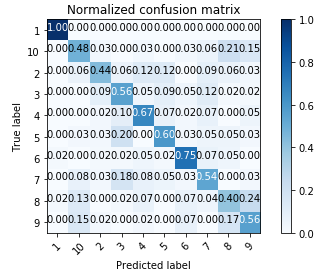 Normalized confusion matrix
1 1.00 0.00 0.00 0.00 0.00 0.00 0.00 0.00 0.00 0.00 1.0
10 0.00 0.48 0.03 0.00 0.03 0.00 0.03 0.06 0.21 0.15
2 0.00 0.06 0.44 0.06 0.12 0.12 0.00 0.09 0.06 0.03 0.8
3 0.00 0.00 0.09 0.56 0.05 0.09 0.05 0.12 0.02 0.00
4 0.00 0.00 0.02 0.10 0.67 0.07 0.02 0.07 0.00 0.05 0.6
5 0.00 0.03 0.03 0.20 0.00 0.60 0.03 0.05 0.05 0.03
6 0.02 0.00 0.02 0.02 0.05 0.02 0.75 0.07 0.05 0.00 0.4
7 0.00 0.08 0.03 0.18 0.08 0.05 0.03 0.54 0.00 0.03
8 0.02 0.13 0.00 0.02 0.00 0.07 0.00 0.04 0.40 0.24 0.2
9 0.00 0.15 0.02 0.00 0.02 0.00 0.00 0.07 0.17 0.56
0.0
1 10 2 3 4 5 6 7 8 9
True label
Predicted label